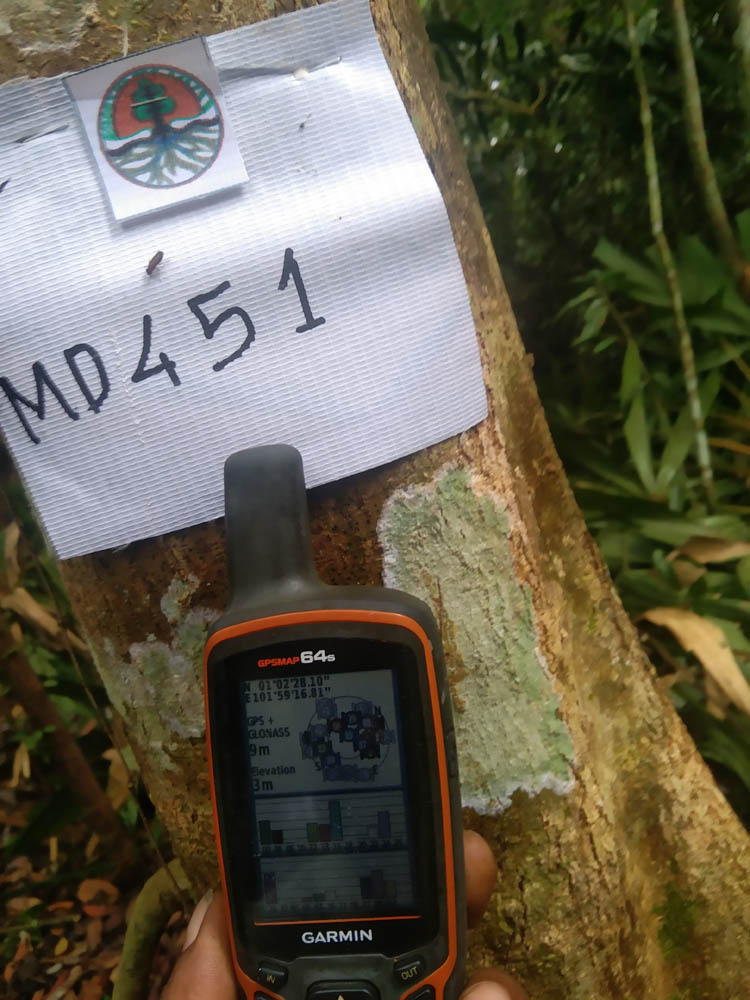 MD451
GPSMAP 64s
N 01°02'28.10"
E101°59'16.81"
GPS +
GLONASS
9m
Elevation
3m
GARMIN
IN
OUT